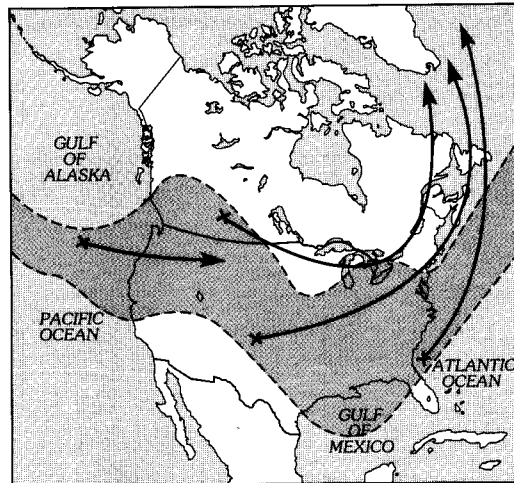 GULF
OF
ALASKA
PACIFIC
OCEAN
ATLANTIC
OCEAN
GULF
OF
MEXICO